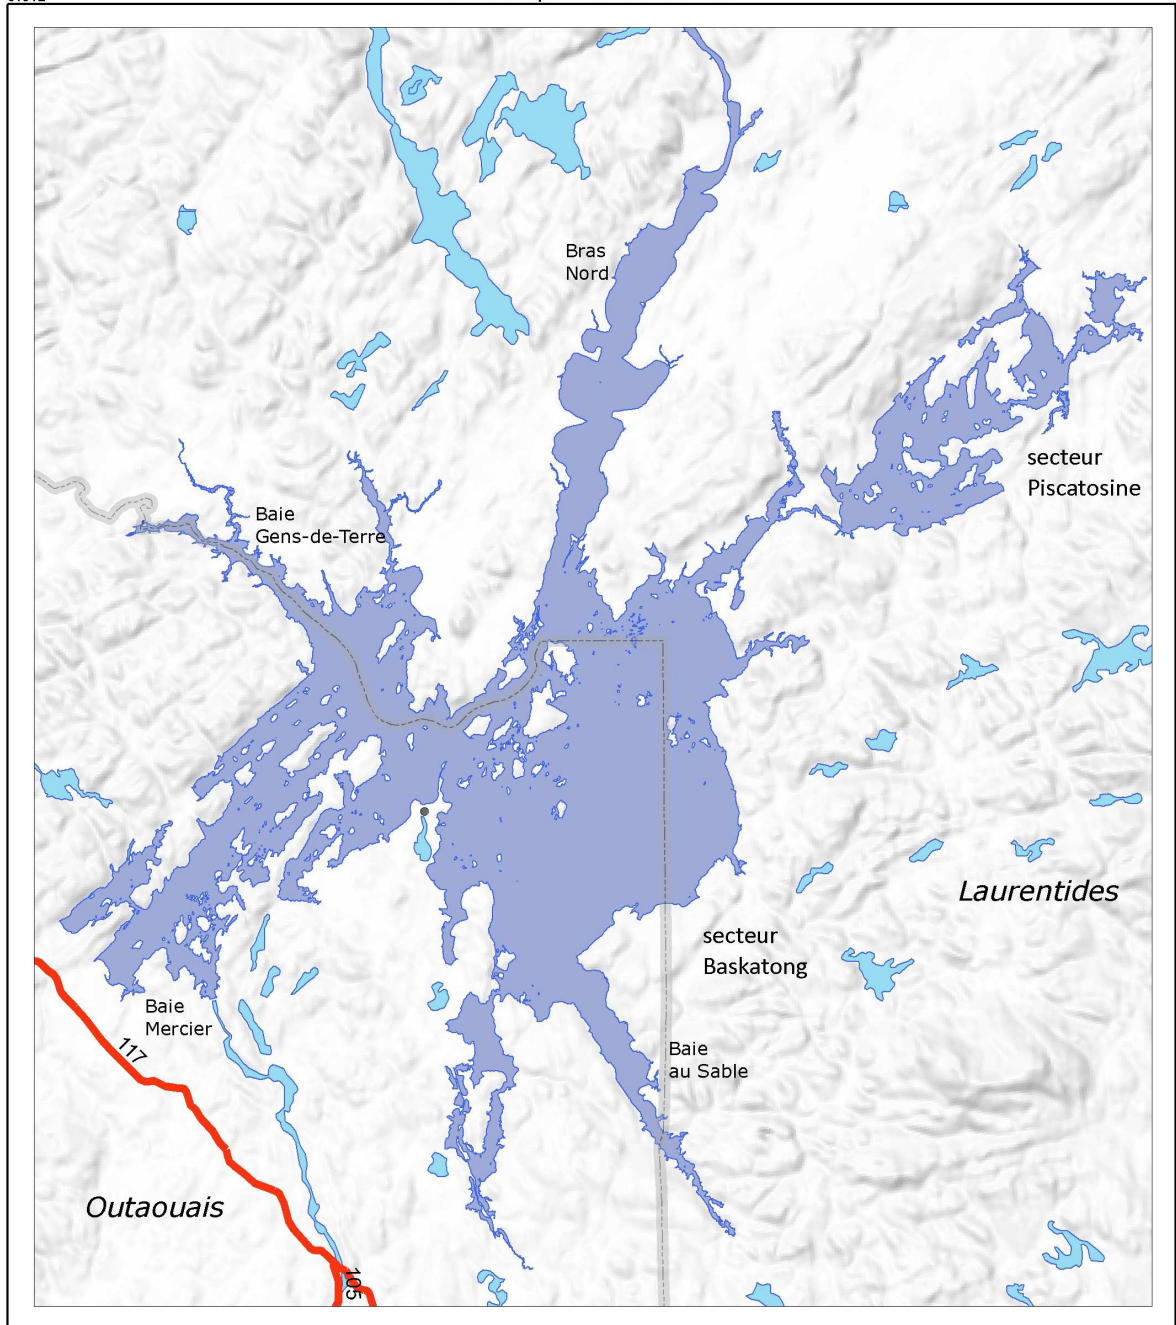 Bras
Nord
secteur
Piscatosine
Baie
Gens-de-Terre
Laurentides
secteur
Baskatong
Baie
Mercier
117
Baie
au Sable
Outaouais
105